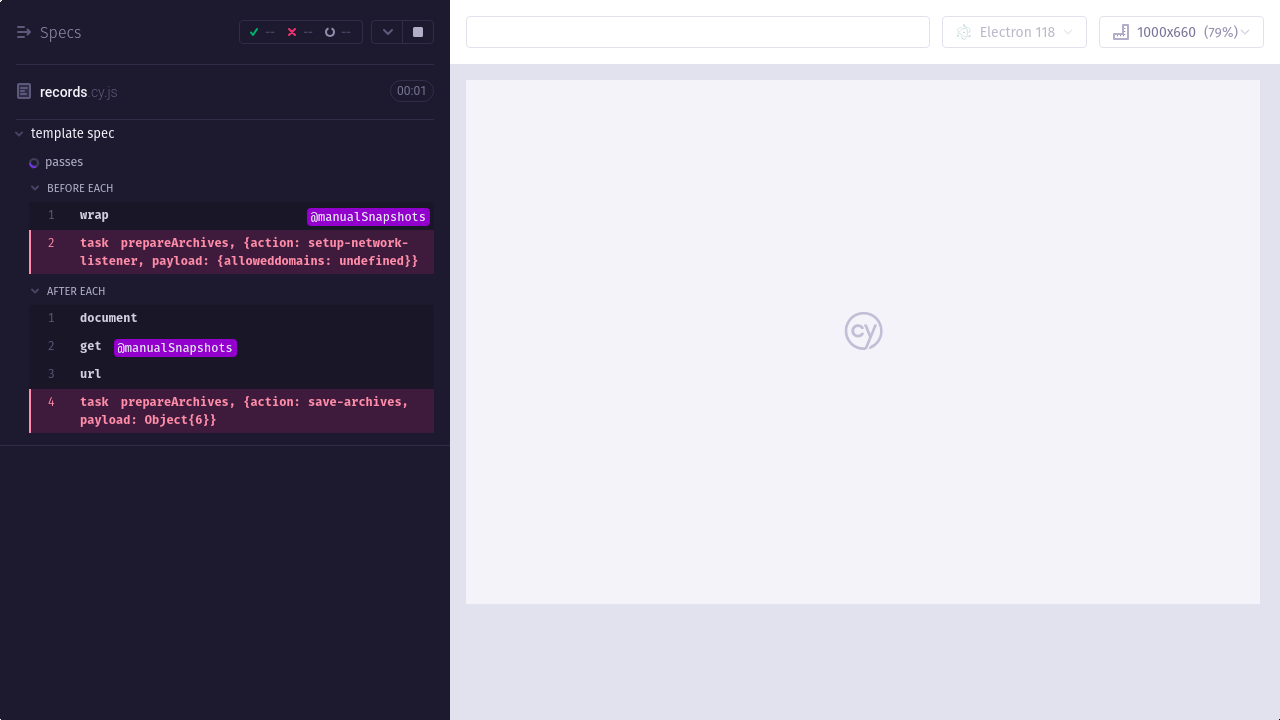 Specs
--
--
--
Electron 118
1000x660 (79%)
records.cy.js
00:01
template spec
passes
BEFORE EACH
1 wrap @manualSnapshots
2 task prepareArchives, {action: setup-network-
listener, payload: {alloweddomains: undefined}}
AFTER EACH
1 document
2 get @manualSnapshots
3 url
4 task prepareArchives, {action: save-archives,
payload: Object{6}}
cy